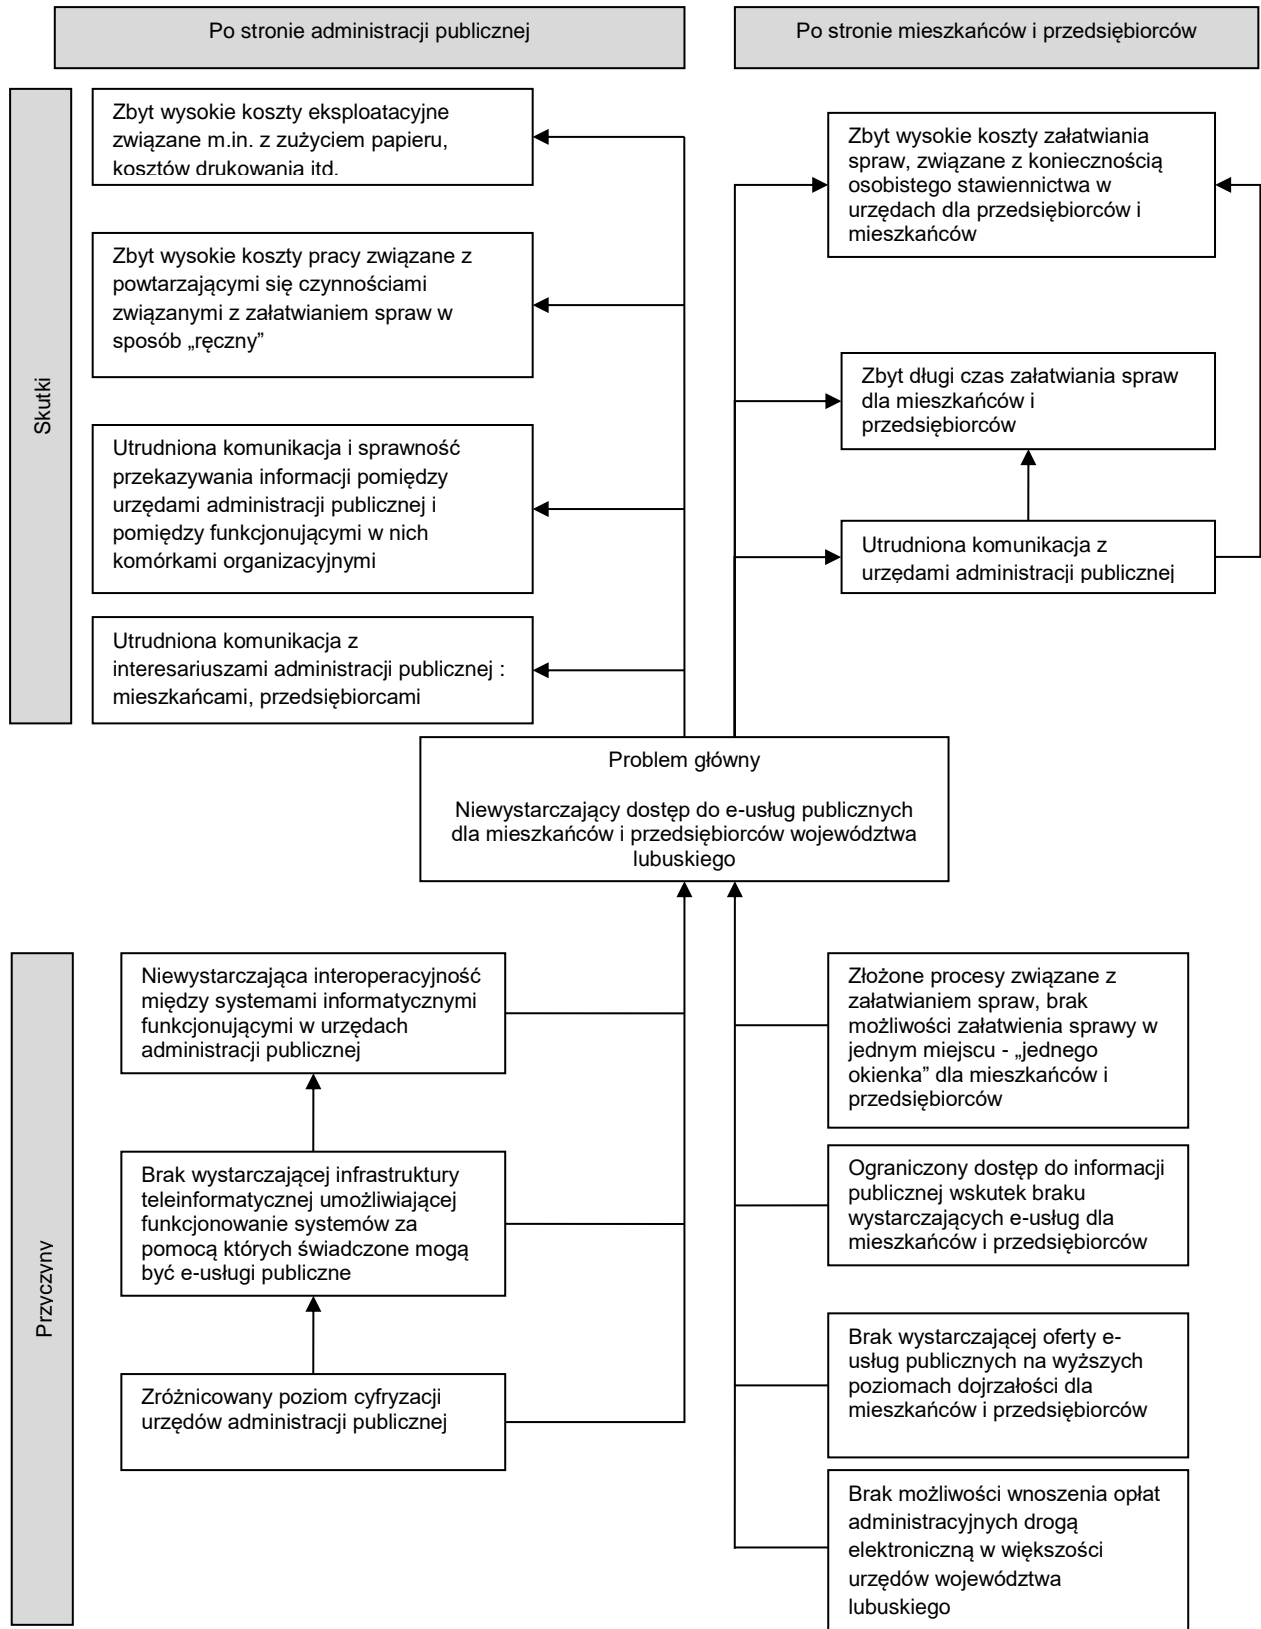 Po stronie administracji publicznej
Po stronie mieszkańców i przedsiębiorców
Skutki
Zbyt wysokie koszty eksploatacyjne
związane m.in. z zużyciem papieru,
kosztów drukowania itd.
Zbyt wysokie koszty pracy związane z
powtarzającymi się czynnościami
związanymi z załatwianiem spraw w
sposób „ręczny”
Utrudniona komunikacja i sprawność
przekazywania informacji pomiędzy
urzędami administracji publicznej i
pomiędzy funkcjonującymi w nich
komórkami organizacyjnymi
Utrudniona komunikacja z
interesariuszami administracji publicznej :
mieszkańcami, przedsiębiorcami
Zbyt wysokie koszty załatwiania
spraw, związane z koniecznością
osobistego stawiennictwa w
urzędach dla przedsiębiorców i
mieszkańców
Zbyt długi czas załatwiania spraw
dla mieszkańców i
przedsiębiorców
Utrudniona komunikacja z
urzędami administracji publicznej
Problem główny
Niewystarczający dostęp do e-usług publicznych
dla mieszkańców i przedsiębiorców województwa
lubuskiego
Przyczyny
Niewystarczająca interoperacyjność
między systemami informatycznymi
funkcjonującymi w urzędach
administracji publicznej
Brak wystarczającej infrastruktury
teleinformatycznej umożliwiającej
funkcjonowanie systemów za
pomocą których świadczone mogą
być e-usługi publiczne
Zróżnicowany poziom cyfryzacji
urzędów administracji publicznej
Złożone procesy związane z
załatwianiem spraw, brak
możliwości załatwienia sprawy w
jednym miejscu - „jednego
okienka” dla mieszkańców i
przedsiębiorców
Ograniczony dostęp do informacji
publicznej wskutek braku
wystarczających e-usług dla
mieszkańców i przedsiębiorców
Brak wystarczającej oferty e-
usług publicznych na wyższych
poziomach dojrzałości dla
mieszkańców i przedsiębiorców
Brak możliwości wnoszenia opłat
administracyjnych drogą
elektroniczną w większości
urzędów województwa
lubuskiego